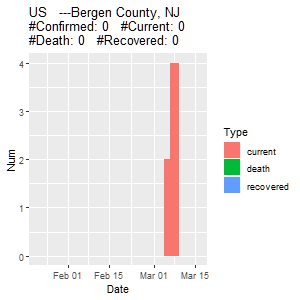 US   ---Bergen County, NJ
#Confirmed: 0   #Current: 0
#Death: 0   #Recovered: 0
4
3
2
1
0
Num
Feb 01
Feb 15
Mar 01
Mar 15
Date
Type
current
death
recovered